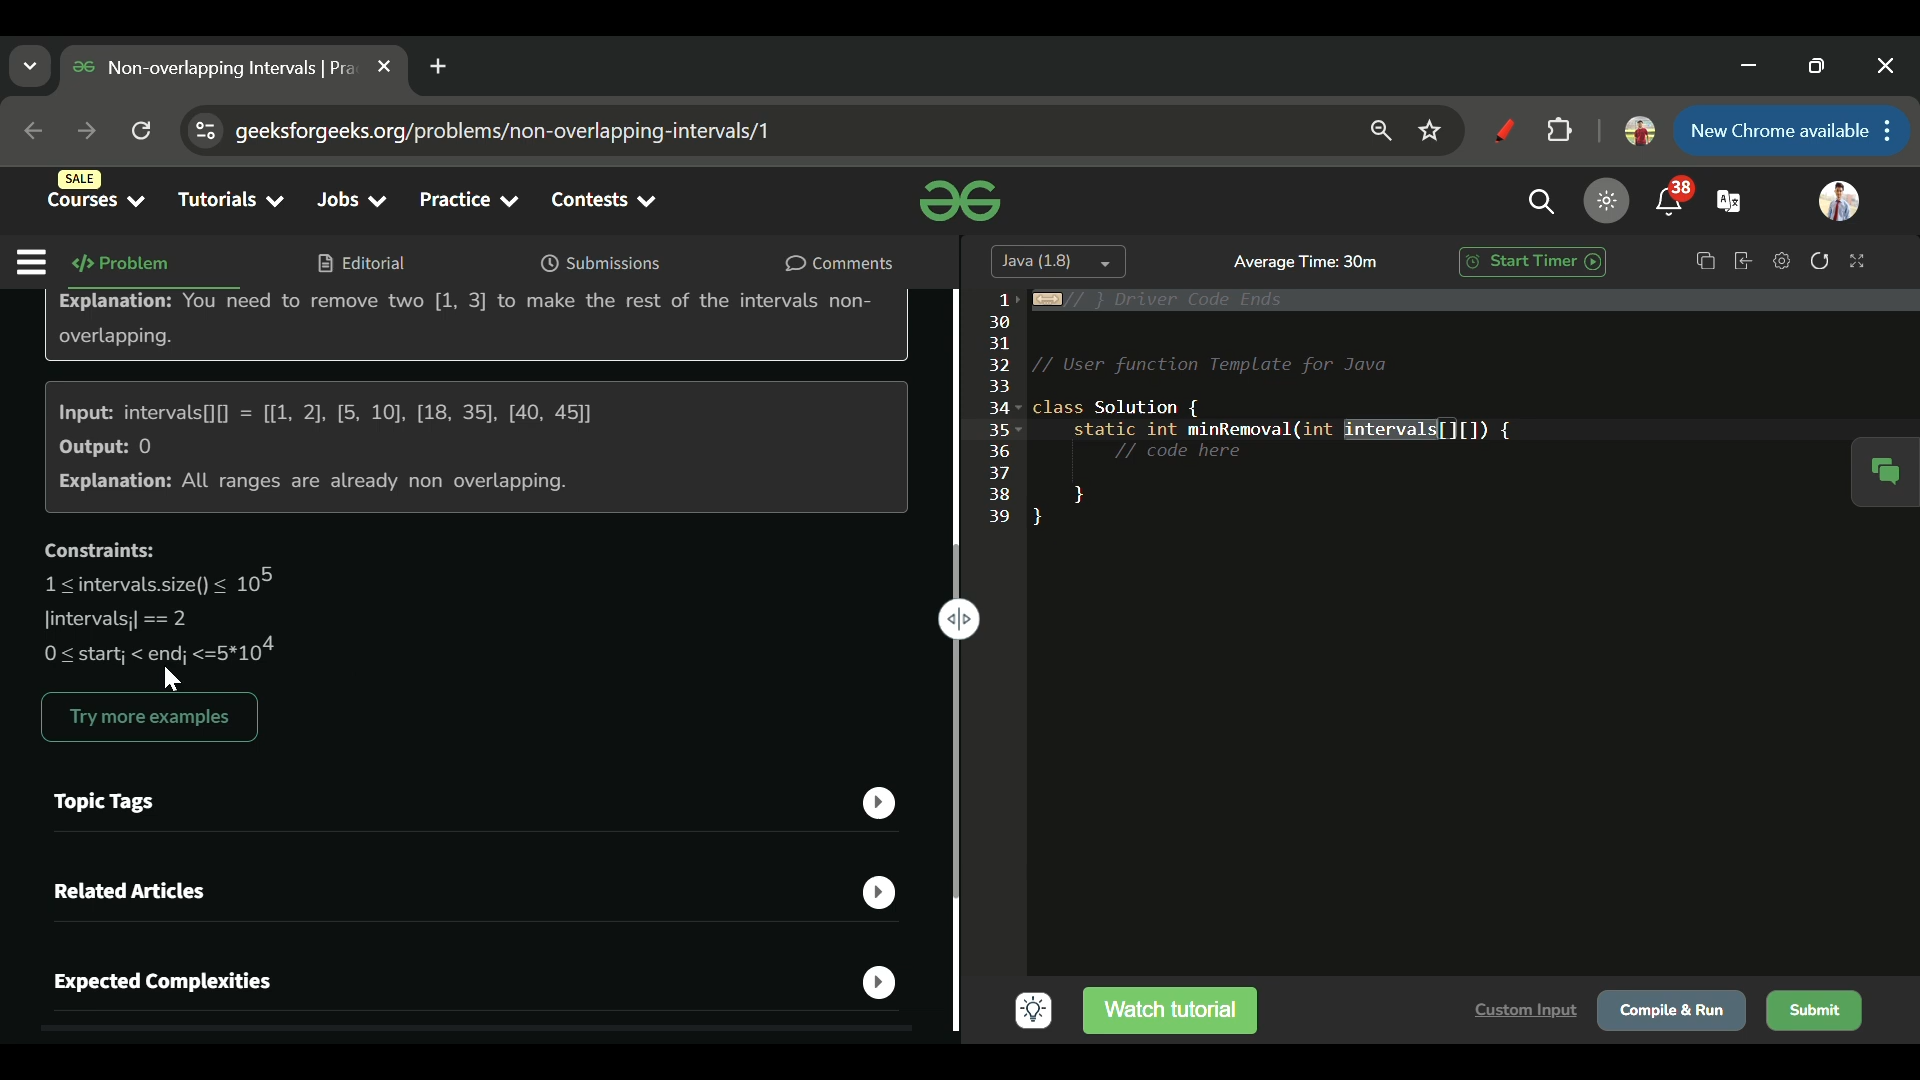 Non-overlapping Intervals | Pra
geeksforgeeks.org/problems/non-overlapping-intervals/1
New Chrome available
SALE
Courses
Tutorials
Jobs
Practice
Contests
38
</> Problem
Editorial
Submissions
Comments
Java (1.8)
Average Time: 30m
Start Timer
Explanation: You need to remove two [1, 3] to make the rest of the intervals non-
overlapping.
Input: intervals[][] = [[1, 2], [5, 10], [18, 35], [40, 45]]
Output: 0
Explanation: All ranges are already non overlapping.
Constraints:
1 ≤ intervals.size() ≤ 10^5
|intervalsᵢ| == 2
0 ≤ startᵢ < endᵢ <=5*10^4
Try more examples
Topic Tags
Related Articles
Expected Complexities
1 // } Driver Code Ends
30
31
32 // User function Template for Java
33
34 class Solution {
35 static int minRemoval(int intervals[][]) {
36 // code here
37
38 }
39 }
Watch tutorial
Custom Input
Compile & Run
Submit